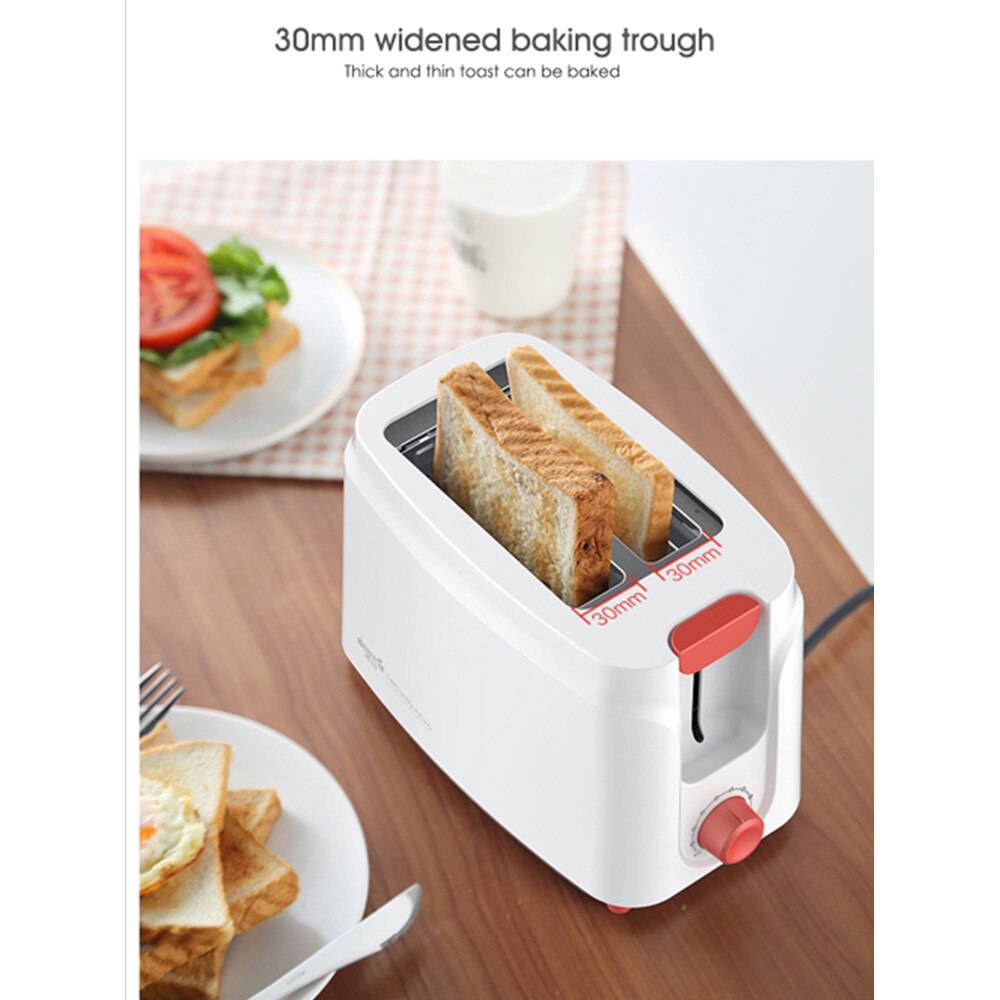 30mm widened baking trough
Thick and thin toast can be baked
30mm
30mm